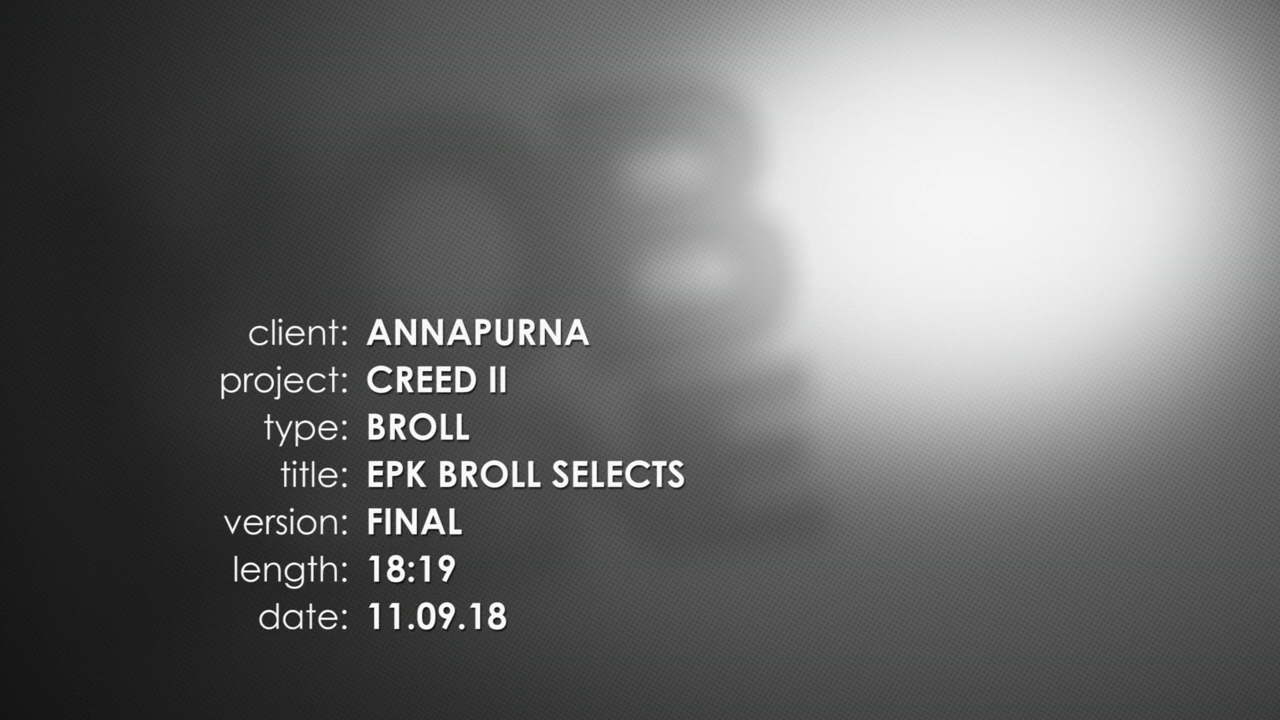 client: ANNAPURNA
project: CREED II
type: BROLL
title: EPK BROLL SELECTS
version: FINAL
length: 18:19
date: 11.09.18